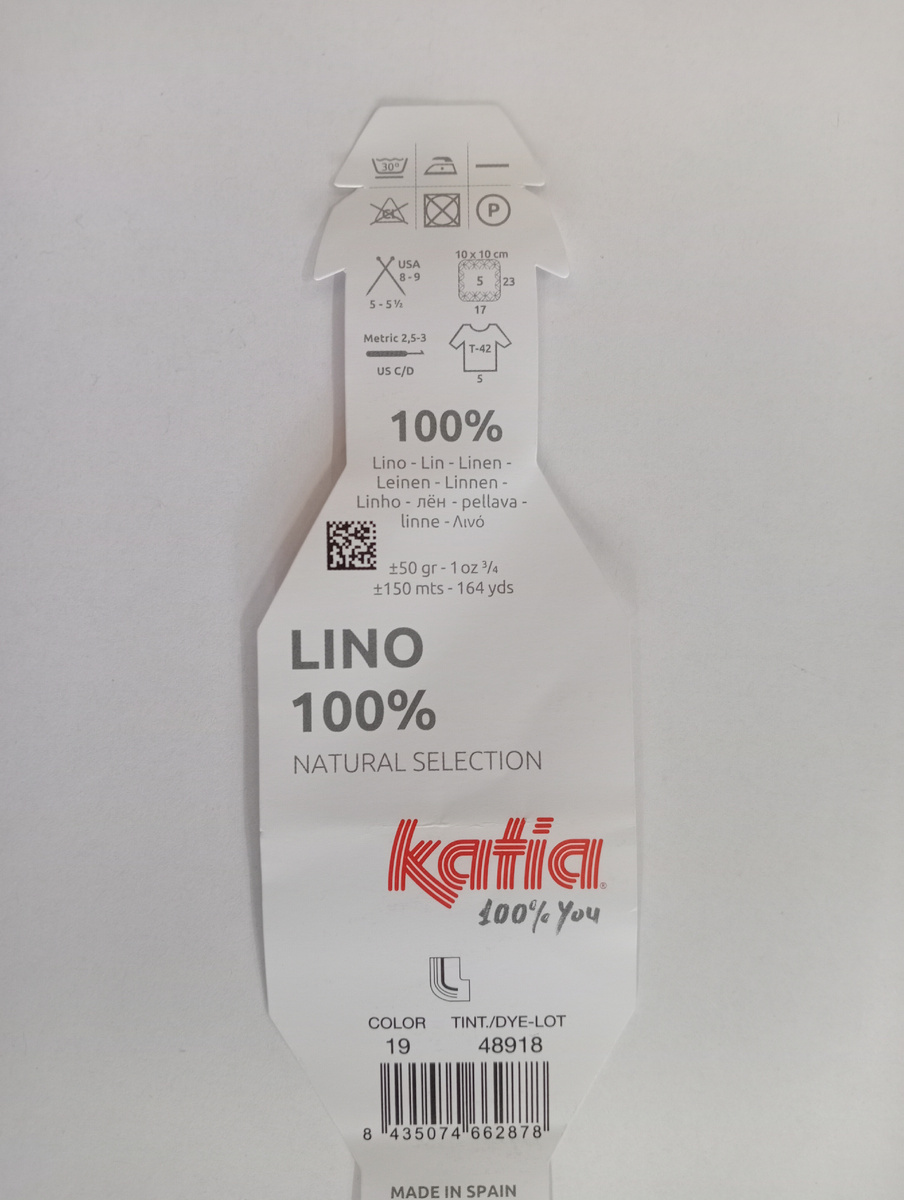 30°
CL
P
USA
8 - 9
5 - 5 ½
10 x 10 cm
5
23
17
Metric 2,5-3
US C/D
T-42
5
100%
Lino - Lin - Linen -
Leinen - Linnen -
Linho - лён - pellava -
linne - Λινό
±50 gr - 1 oz ³/₄
±150 mts - 164 yds
LINO
100%
NATURAL SELECTION
katia®
100% You
COLOR TINT./DYE-LOT
19 48918
8 435074 662878
MADE IN SPAIN